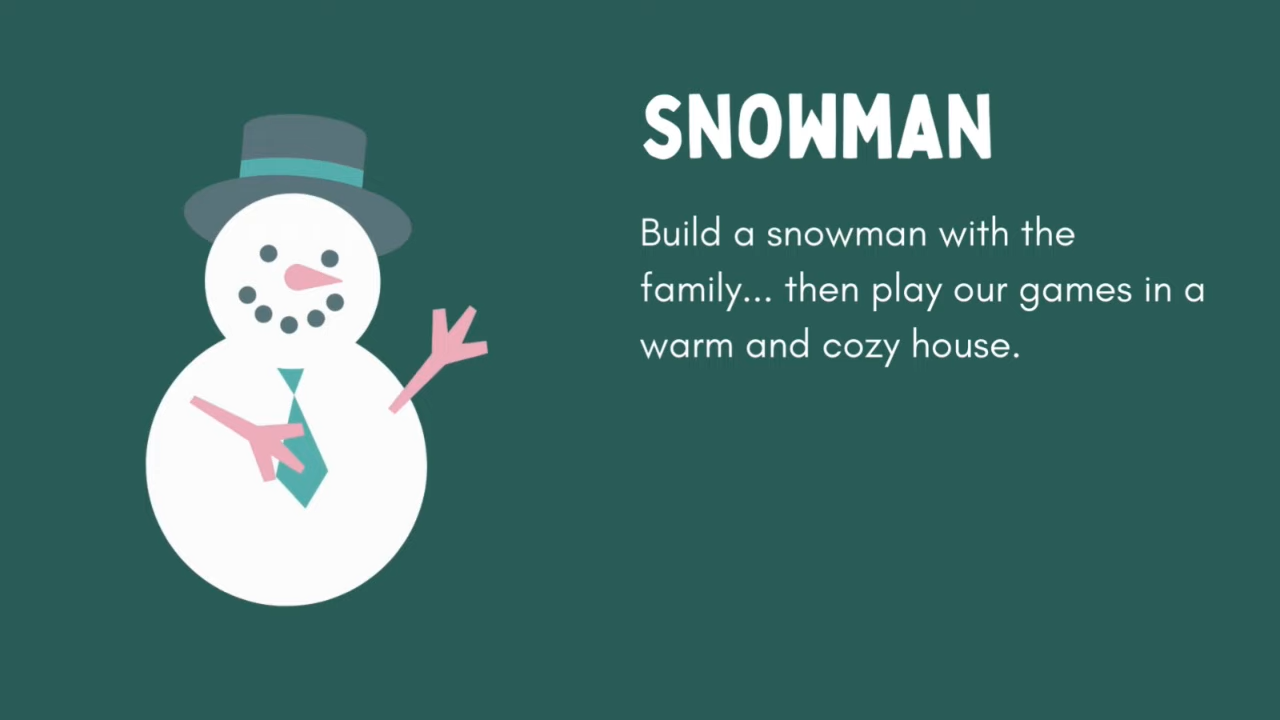 SNOWMAN
Build a snowman with the
family... then play our games in a
warm and cozy house.